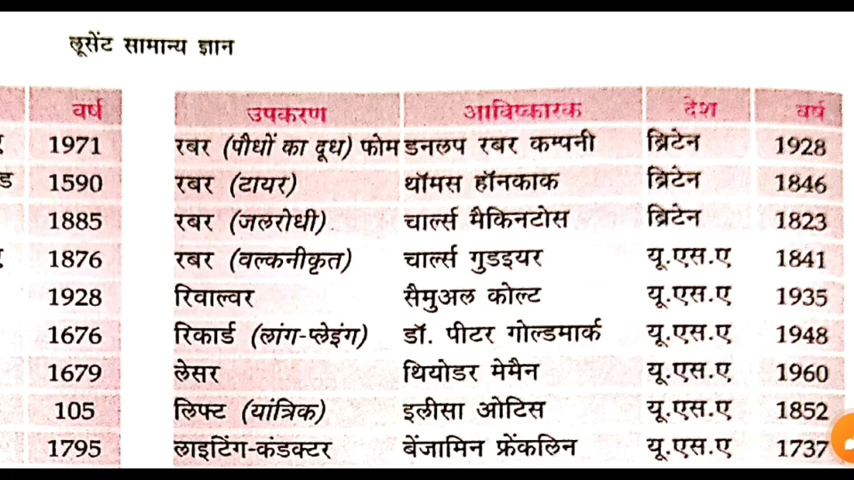 लूसेंट सामान्य ज्ञान
वर्ष उपकरण आविष्कारक देश वर्ष
1971 रबर (पौधों का दूध) फोम डनलप रबर कम्पनी ब्रिटेन 1928
ड 1590 रबर (टायर) थॉमस हॉनकाक ब्रिटेन 1846
1885 रबर (जलरोधी) चार्ल्स मैकिनटोस ब्रिटेन 1823
1876 रबर (वल्कनीकृत) चार्ल्स गुडइयर यू.एस.ए 1841
1928 रिवाल्वर सैमुअल कोल्ट यू.एस.ए 1935
1676 रिकार्ड (लांग-प्लेइंग) डॉ. पीटर गोल्डमार्क यू.एस.ए 1948
1679 लेसर थियोडर मेमैन यू.एस.ए 1960
105 लिफ्ट (यांत्रिक) इलीसा ओटिस यू.एस.ए 1852
1795 लाइटिंग-कंडक्टर बेंजामिन फ्रेंकलिन यू.एस.ए 1737